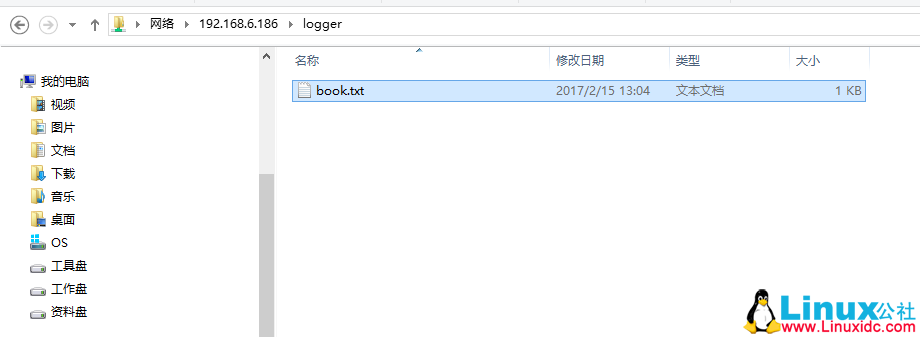 网络 192.168.6.186 logger
名称 修改日期 类型 大小
book.txt 2017/2/15 13:04 文本文档 1 KB
我的电脑
视频
图片
文档
下载
音乐
桌面
OS
工具盘
工作盘
资料盘
Linux公社
www.Linuxidc.com